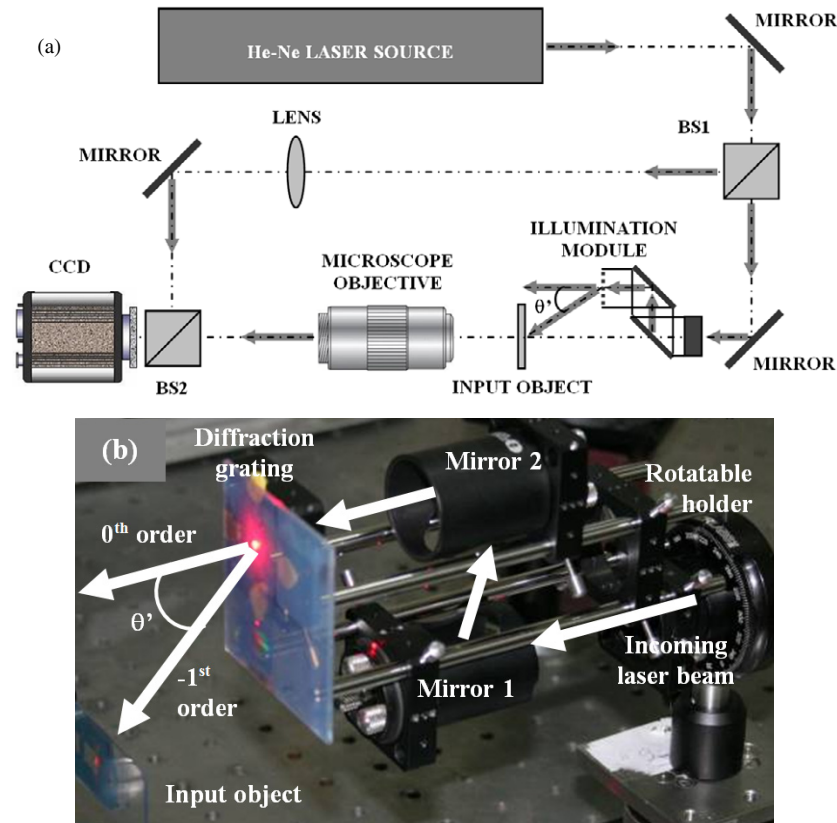 (a)
He-Ne LASER SOURCE
MIRROR
BS1
LENS
MIRROR
ILLUMINATION
MODULE
CCD
MICROSCOPE
OBJECTIVE
θ'
BS2
INPUT OBJECT
MIRROR
(b)
Diffraction
grating
Mirror 2
Rotatable
holder
0th order
θ'
Incoming
laser beam
-1st
order
Mirror 1
Input object